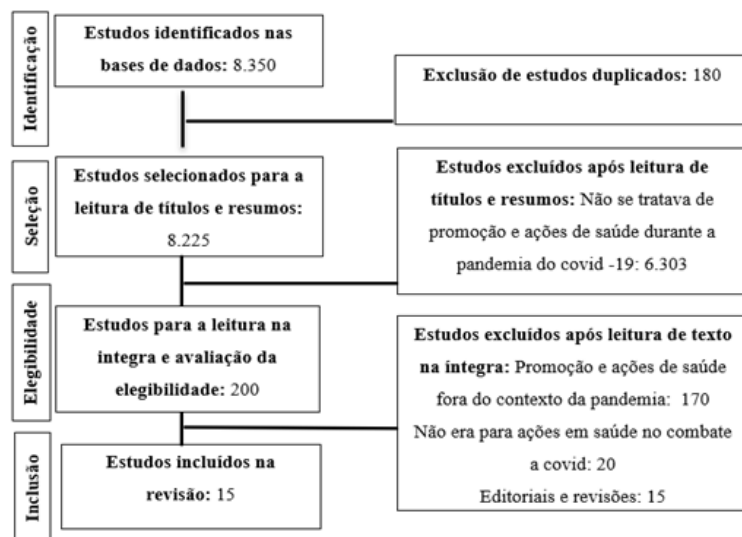 Identificação
Estudos identificados nas
bases de dados: 8.350
Exclusão de estudos duplicados: 180
Seleção
Estudos selecionados para a
leitura de títulos e resumos:
8.225
Estudos excluídos após leitura de
títulos e resumos: Não se tratava de
promoção e ações de saúde durante a
pandemia do covid -19: 6.303
Elegibilidade
Estudos para a leitura na
integra e avaliação da
elegibilidade: 200
Estudos excluídos após leitura de texto
na íntegra: Promoção e ações de saúde
fora do contexto da pandemia: 170
Não era para ações em saúde no combate
a covid: 20
Editoriais e revisões: 15
Inclusão
Estudos incluídos na
revisão: 15